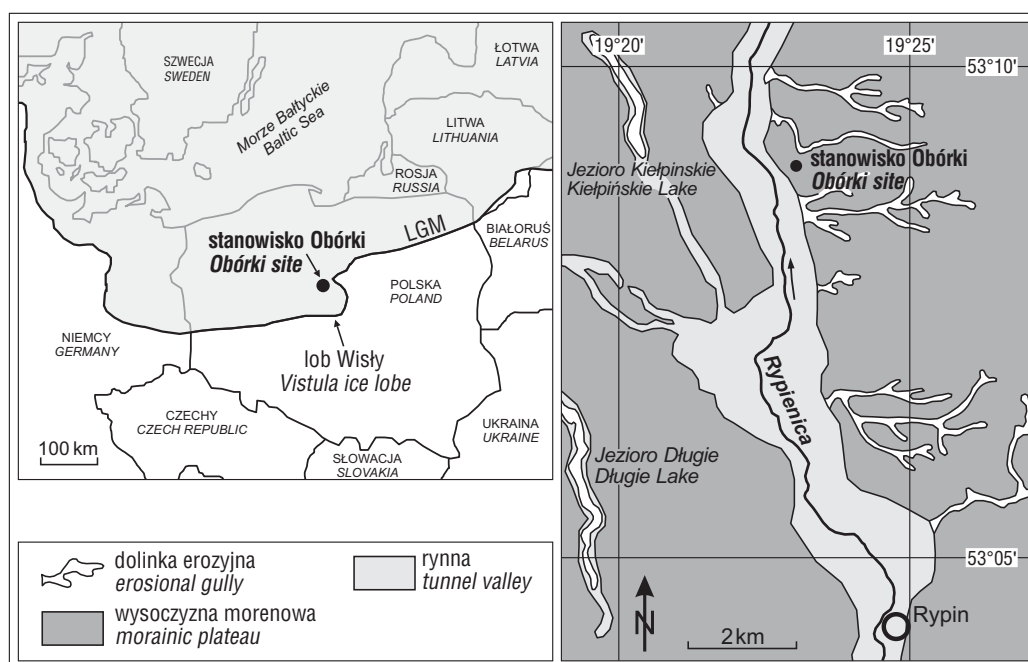 SZWECJA
SWEDEN
ŁOTWA
LATVIA
Morze Bałtyckie
Baltic Sea
LITWA
LITHUANIA
ROSJA
RUSSIA
LGM
BIAŁORUŚ
BELARUS
stanowisko Obórki
Obórki site
POLSKA
POLAND
NIEMCY
GERMANY
lob Wisły
Vistula ice lobe
CZECHY
CZECH REPUBLIC
UKRAINA
UKRAINE
SŁOWACJA
SLOVAKIA
100 km
dolinka erozyjna
erosional gully
rynna
tunnel valley
wysoczyzna morenowa
morainic plateau
19°20'
19°25'
53°10'
Jezioro Kiełpinskie
Kiełpińskie Lake
stanowisko Obórki
Obórki site
Rypienica
Jezioro Długie
Długie Lake
53°05'
N
2 km
Rypin